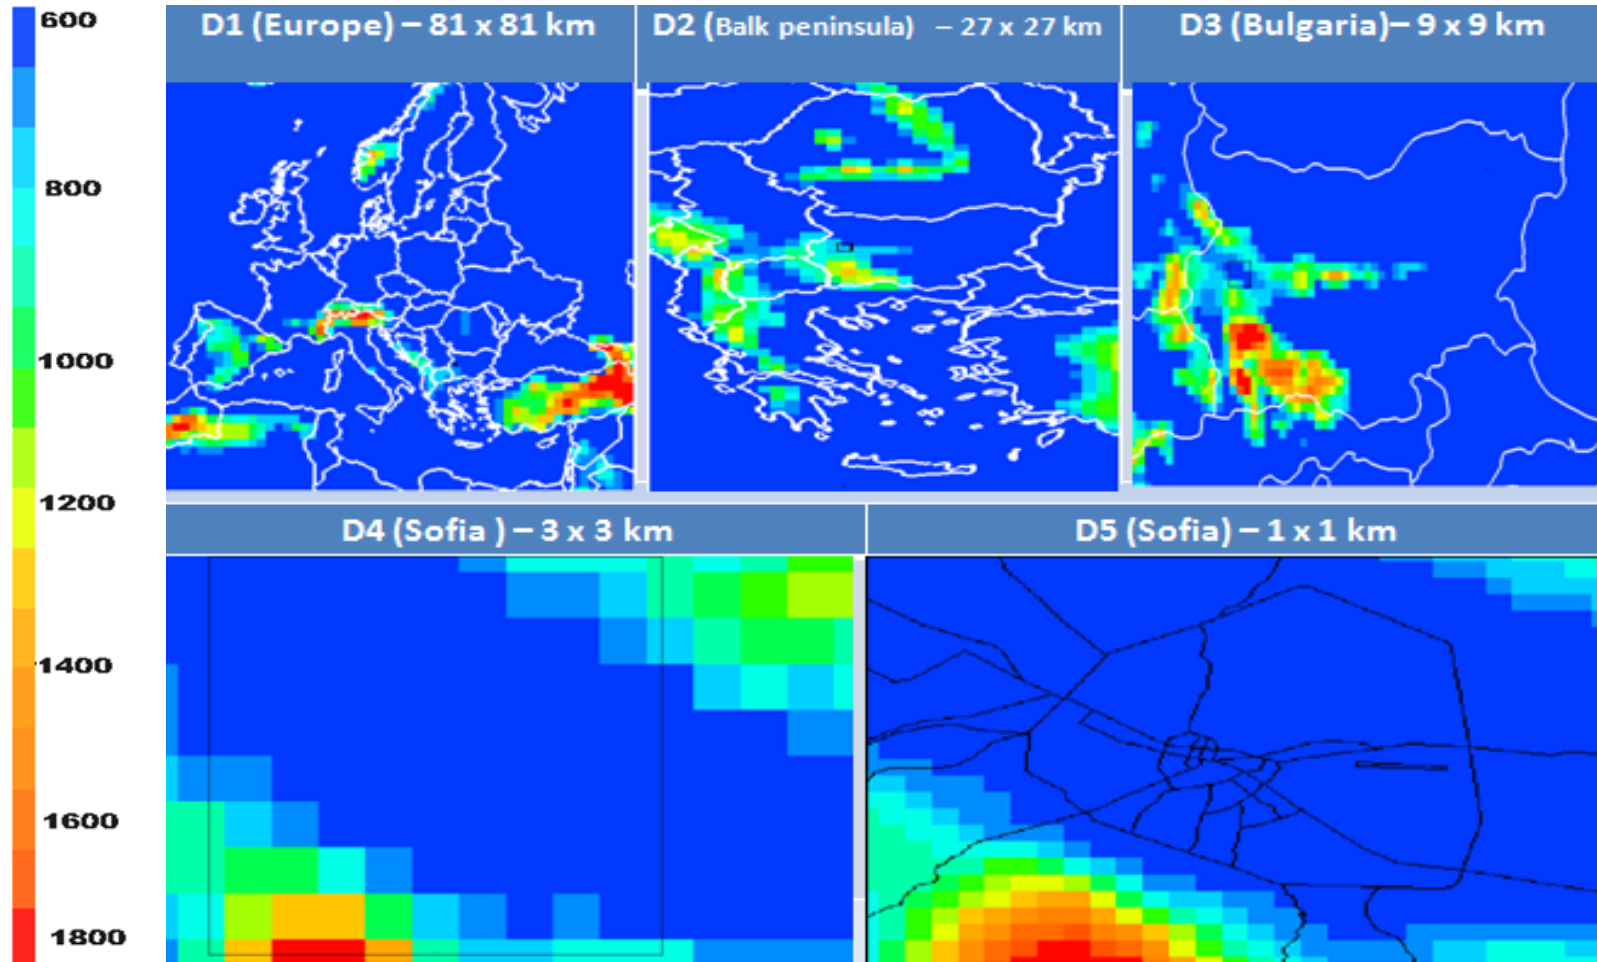 600
800
1000
1200
1400
1600
1800
D1 (Europe) – 81 x 81 km
D2 (Balk peninsula) – 27 x 27 km
D3 (Bulgaria)– 9 x 9 km
D4 (Sofia ) – 3 x 3 km
D5 (Sofia) – 1 x 1 km